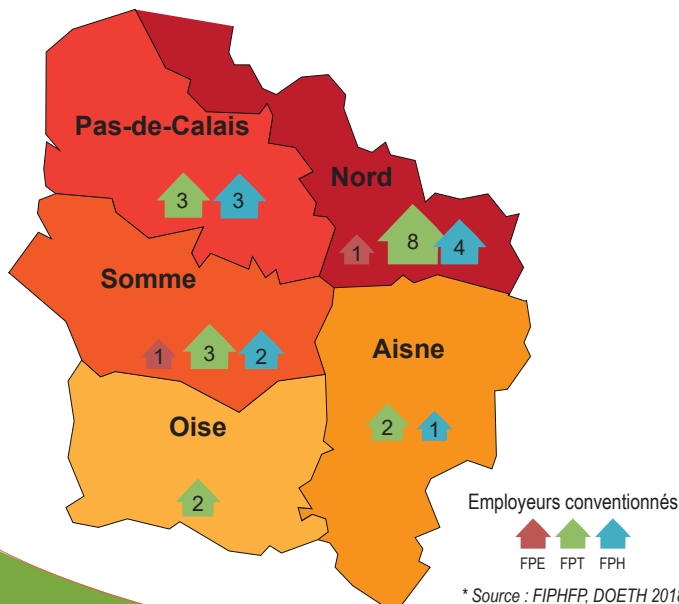 Pas-de-Calais
3 3
Nord
1 8 4
Somme
1 3 2
Aisne
2 1
Oise
2
Employeurs conventionnés
FPE FPT FPH
* Source : FIPHFP, DOETH 2018